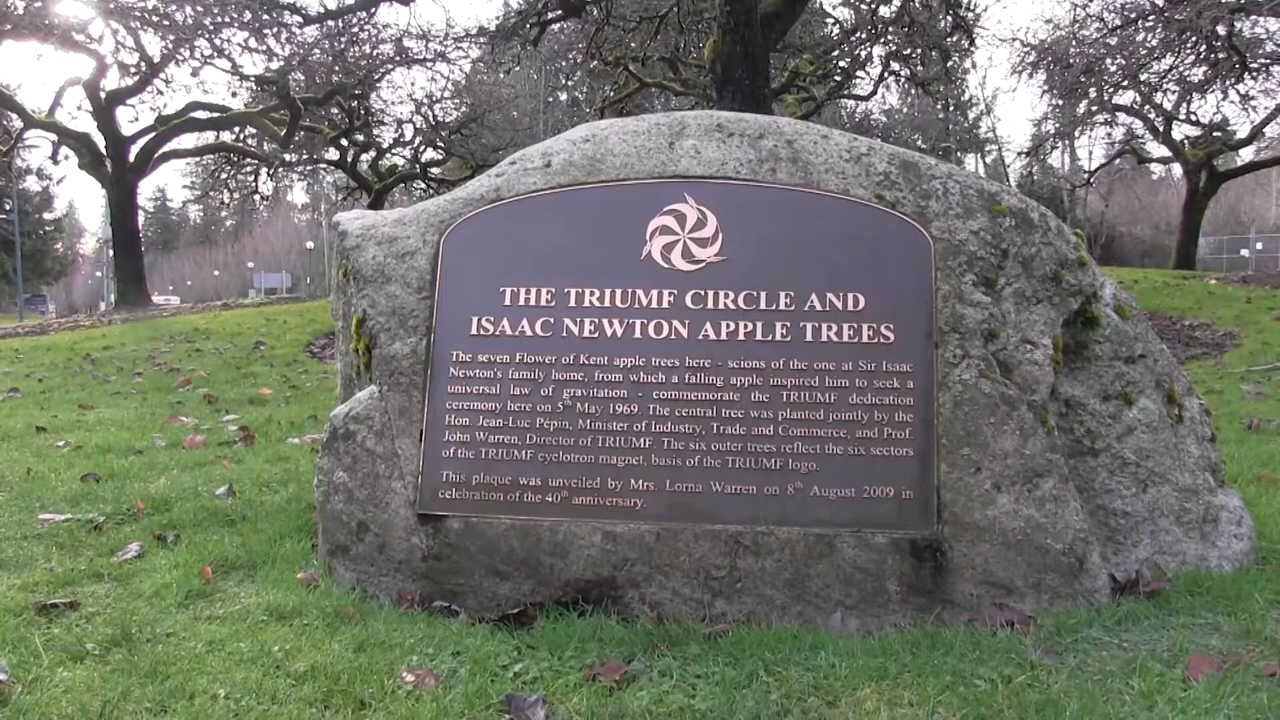 THE TRIUMF CIRCLE AND
ISAAC NEWTON APPLE TREES
The seven Flower of Kent apple trees here - scions of the one at Sir Isaac
Newton's family home, from which a falling apple inspired him to seek a
universal law of gravitation - commemorate the TRIUMF dedication
ceremony here on 5th May 1969. The central tree was planted jointly by the
Hon. Jean-Luc Pépin, Minister of Industry, Trade and Commerce, and Prof.
John Warren, Director of TRIUMF. The six outer trees reflect the six sectors
of the TRIUMF cyclotron magnet, basis of the TRIUMF logo.
This plaque was unveiled by Mrs. Lorna Warren on 8th August 2009 in
celebration of the 40th anniversary.